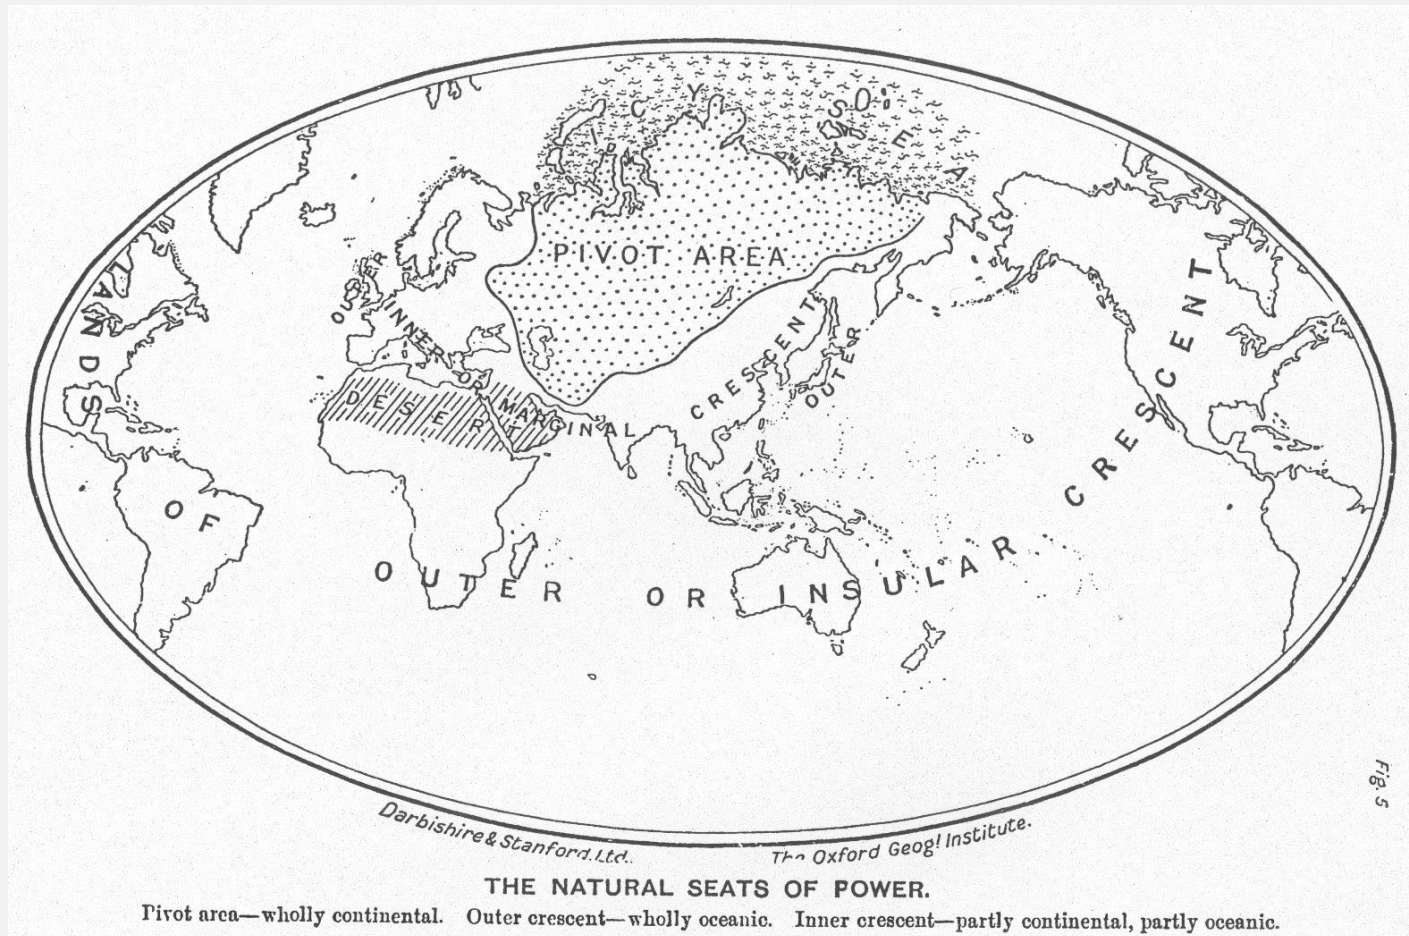 ICY SEA
PIVOT AREA
LANDS
OF
OUTER
INNER
OR
MARGINAL
CRESCENT
OUTER
DESERT
OUTER OR INSULAR CRESCENT
Fig. 5
Darbishire & Stanford, Ltd.
The Oxford Geog! Institute.
THE NATURAL SEATS OF POWER.
Pivot area—wholly continental. Outer crescent—wholly oceanic. Inner crescent—partly continental, partly oceanic.